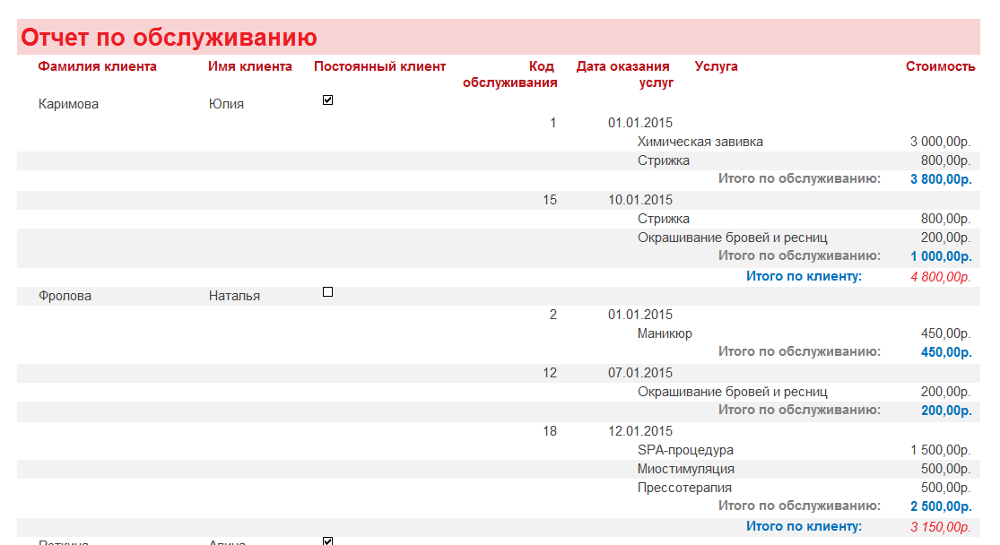 Отчет по обслуживанию
Фамилия клиента Имя клиента Постоянный клиент Код обслуживания Дата оказания услуг Услуга Стоимость
Каримова Юлия
1 01.01.2015
Химическая завивка 3 000,00р.
Стрижка 800,00р.
Итого по обслуживанию: 3 800,00р.
15 10.01.2015
Стрижка 800,00р.
Окрашивание бровей и ресниц 200,00р.
Итого по обслуживанию: 1 000,00р.
Итого по клиенту: 4 800,00р.
Фролова Наталья
2 01.01.2015
Маникюр 450,00р.
Итого по обслуживанию: 450,00р.
12 07.01.2015
Окрашивание бровей и ресниц 200,00р.
Итого по обслуживанию: 200,00р.
18 12.01.2015
SPA-процедура 1 500,00р.
Миостимуляция 500,00р.
Прессотерапия 500,00р.
Итого по обслуживанию: 2 500,00р.
Итого по клиенту: 3 150,00р.